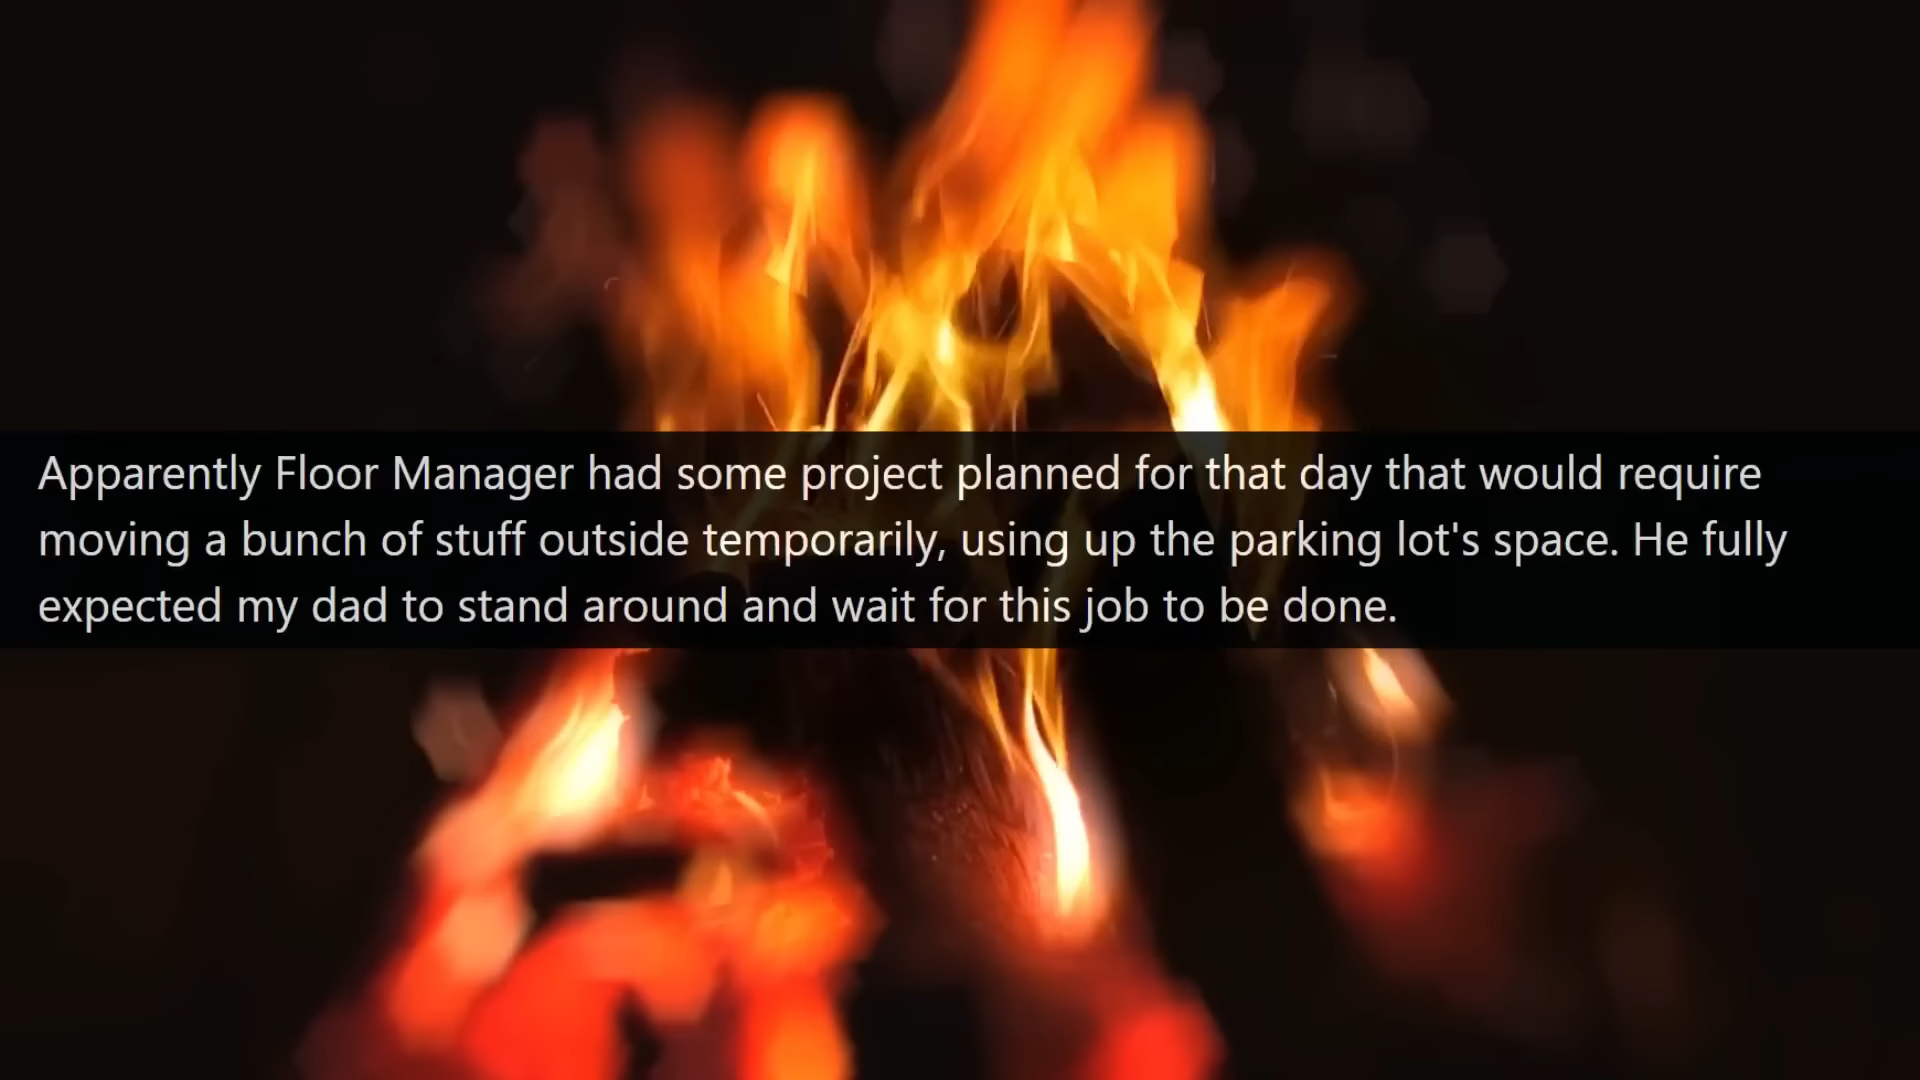 Apparently Floor Manager had some project planned for that day that would require
moving a bunch of stuff outside temporarily, using up the parking lot's space. He fully
expected my dad to stand around and wait for this job to be done.